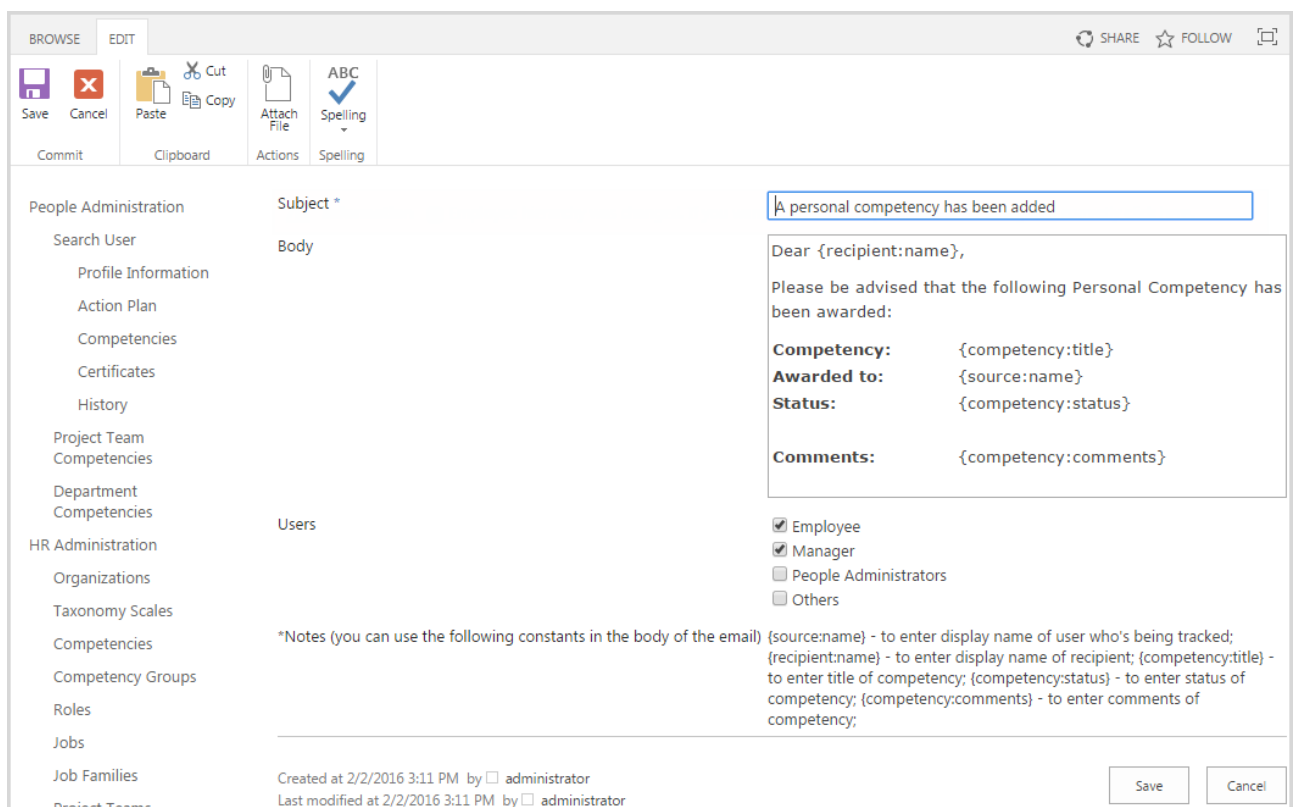 BROWSE EDIT SHARE FOLLOW
Save Cancel Paste Cut Copy Attach File ABC Spelling
Commit Clipboard Actions Spelling
People Administration
Search User
Profile Information
Action Plan
Competencies
Certificates
History
Project Team
Competencies
Department
Competencies
HR Administration
Organizations
Taxonomy Scales
Competencies
Competency Groups
Roles
Jobs
Job Families
Project Teams
Subject *
A personal competency has been added
Body
Dear {recipient:name},
Please be advised that the following Personal Competency has
been awarded:
Competency: {competency:title}
Awarded to: {source:name}
Status: {competency:status}
Comments: {competency:comments}
Users
Employee
Manager
People Administrators
Others
*Notes (you can use the following constants in the body of the email)
{source:name} - to enter display name of user who's being tracked;
{recipient:name} - to enter display name of recipient; {competency:title} -
to enter title of competency; {competency:status} - to enter status of
competency; {competency:comments} - to enter comments of
competency;
Created at 2/2/2016 3:11 PM by administrator
Last modified at 2/2/2016 3:11 PM by administrator
Save Cancel